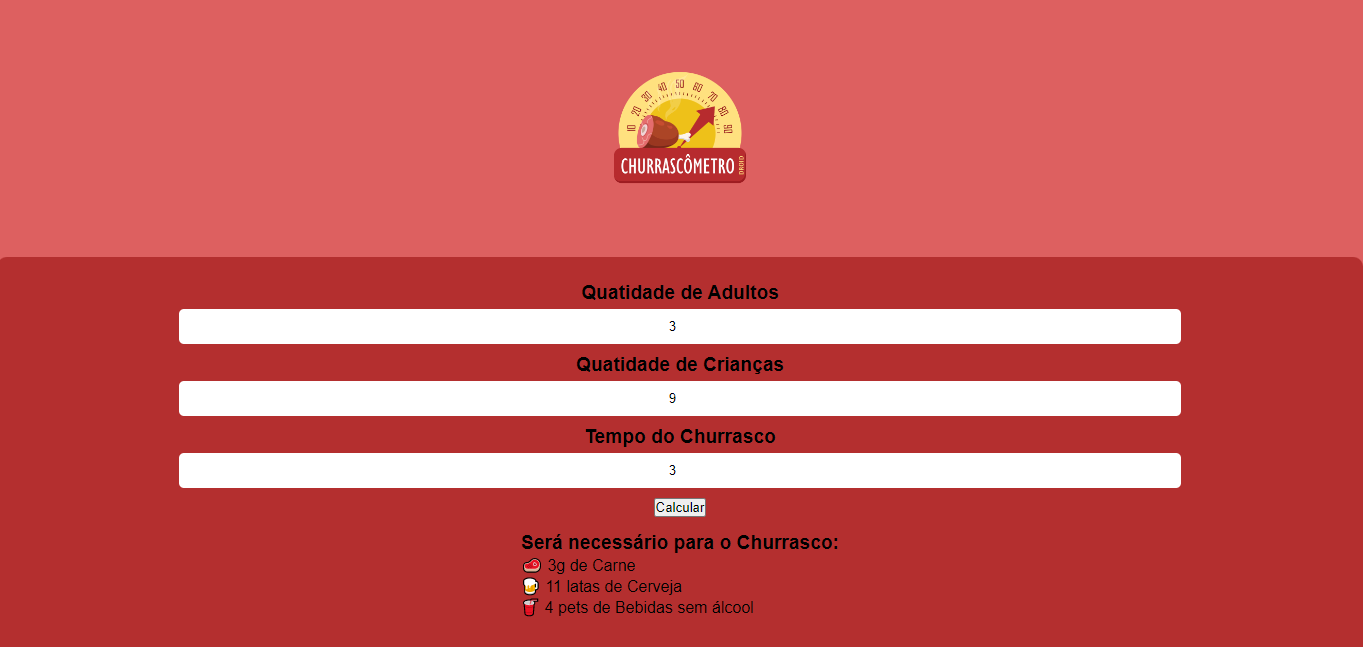 10 20 30 40 50 60 70 80 90
CHURRASCÔMETRO
Quatidade de Adultos
3
Quatidade de Crianças
9
Tempo do Churrasco
3
Calcular
Será necessário para o Churrasco:
3g de Carne
11 latas de Cerveja
4 pets de Bebidas sem álcool